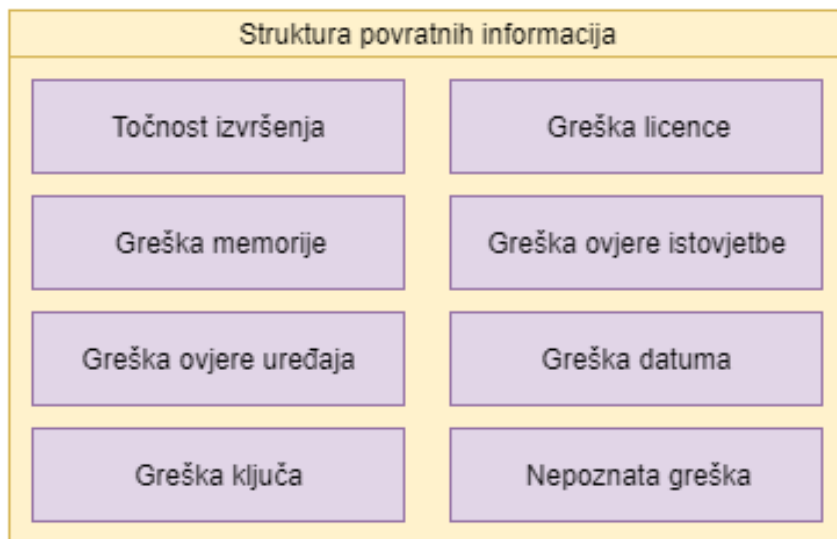 Struktura povratnih informacija
Točnost izvršenja
Greška licence
Greška memorije
Greška ovjere istovjetbe
Greška ovjere uređaja
Greška datuma
Greška ključa
Nepoznata greška